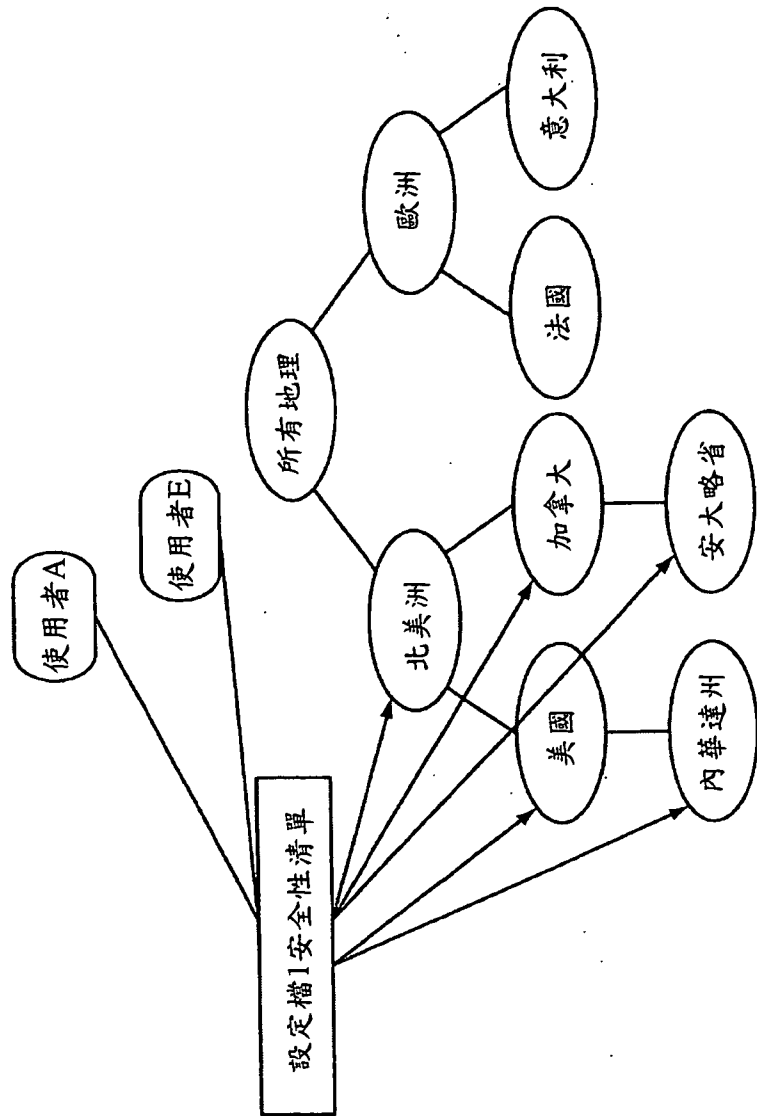 使用者A
使用者E
設定檔1安全性清單
所有地理
北美洲
歐洲
美國
加拿大
法國
意大利
內華達州
安大略省